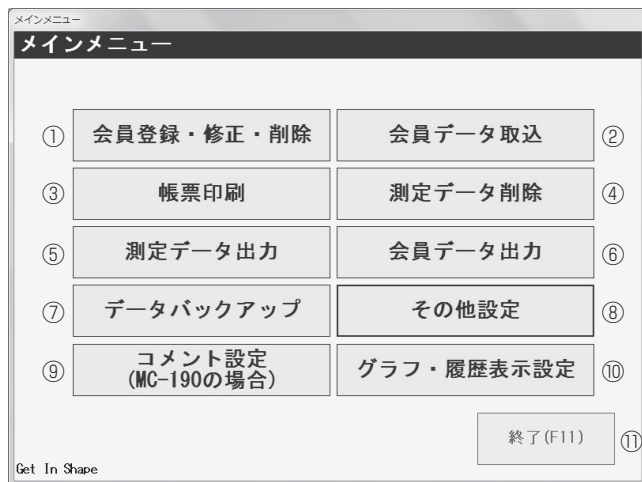 メインメニュー
メインメニュー
① 会員登録・修正・削除 会員データ取込 ②
③ 帳票印刷 測定データ削除 ④
⑤ 測定データ出力 会員データ出力 ⑥
⑦ データバックアップ その他設定 ⑧
⑨ コメント設定
(MC-190の場合) グラフ・履歴表示設定 ⑩
終了(F11) ⑪
Get In Shape